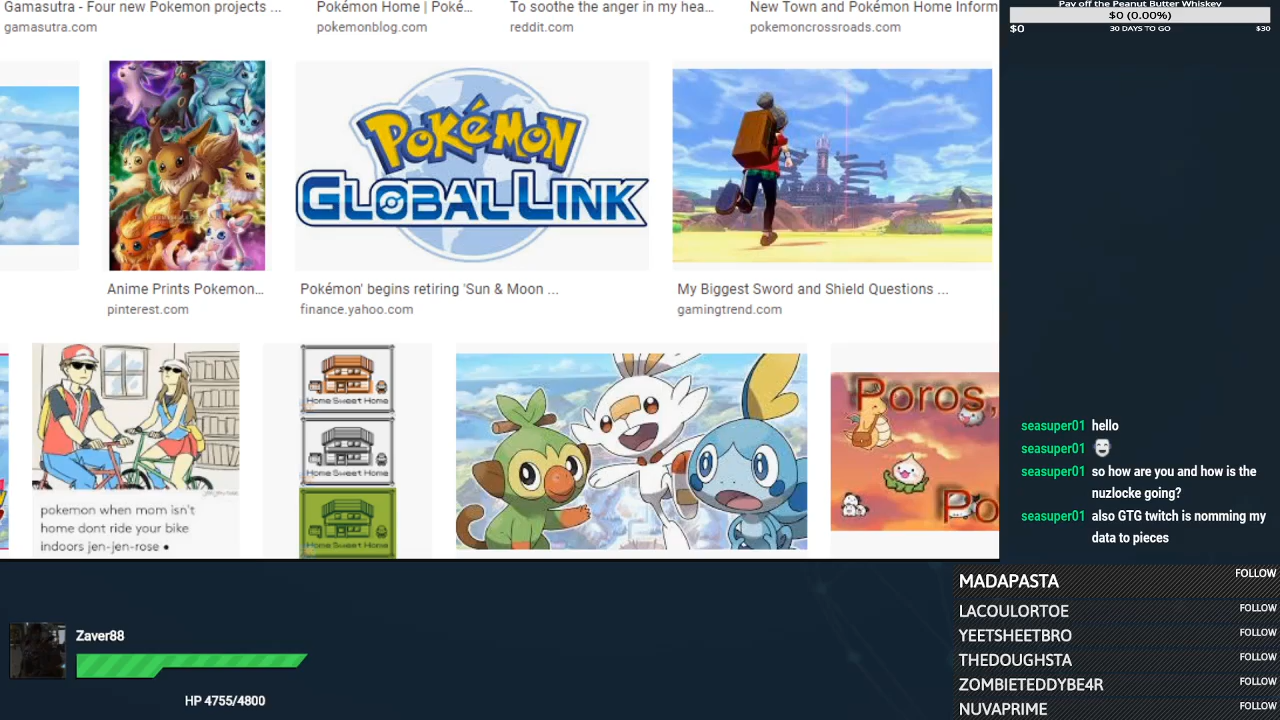 Gamasutra - Four new Pokemon projects ...
gamasutra.com
Pokémon Home | Poké...
pokemonblog.com
To soothe the anger in my hea...
reddit.com
New Town and Pokémon Home Inform
pokemoncrossroads.com
Pay off the Peanut Butter Whiskey
$0 (0.00%)
$0
30 DAYS TO GO
$30
POKéMON
GLOBAL LINK
Anime Prints Pokemon...
pinterest.com
Pokémon' begins retiring 'Sun & Moon ...
finance.yahoo.com
My Biggest Sword and Shield Questions ...
gamingtrend.com
pokemon when mom isn't
home dont ride your bike
indoors jen-jen-rose •
Home Sweet Home
Home Sweet Home
Home Sweet Home
Poros,
Po
seasuper01 hello
seasuper01
seasuper01 so how are you and how is the
nuzlocke going?
seasuper01 also GTG twitch is nomming my
data to pieces
MADAPASTA FOLLOW
LACOULORTOE FOLLOW
YEETSHEETBRO FOLLOW
THEDOUGHSTA FOLLOW
ZOMBIETEDDYBE4R FOLLOW
NUVAPRIME FOLLOW
Zaver88
HP 4755/4800